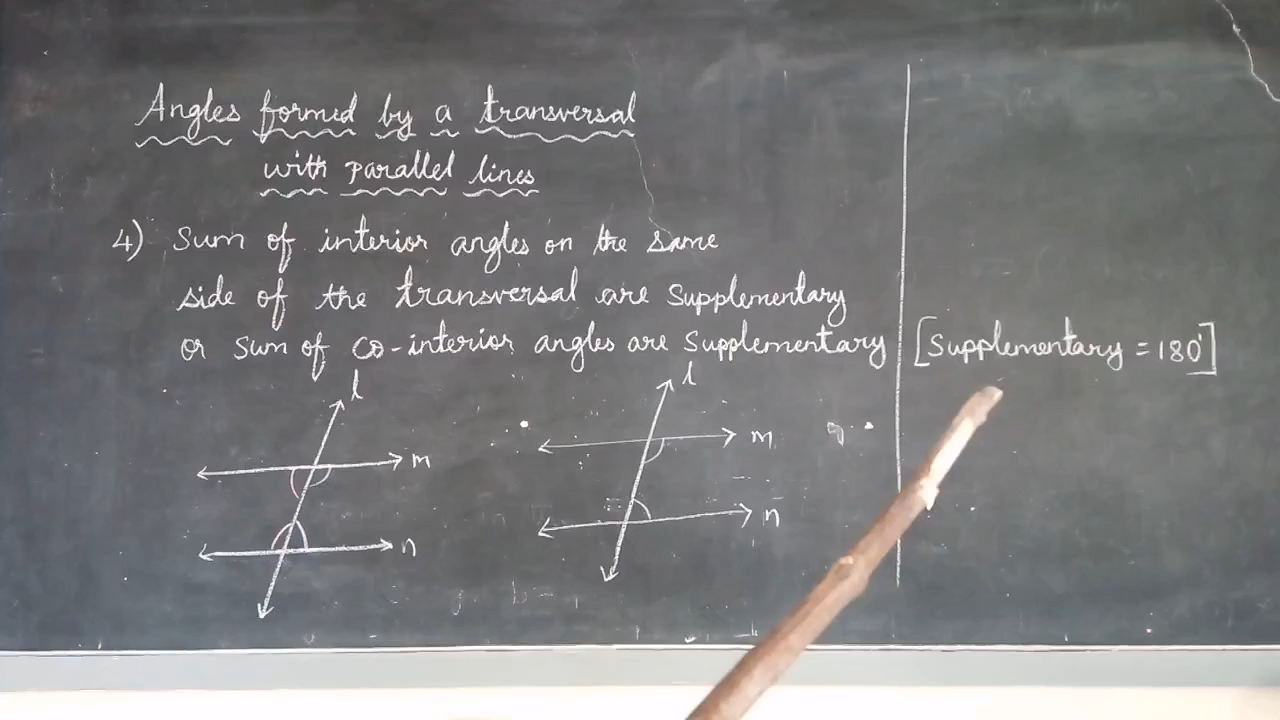 Angles formed by a transversal
with parallel lines
4) Sum of interior angles on the same
side of the transversal are supplementary
or sum of co-interior angles are supplementary [Supplementary = 180°]
l
m
n
l
m
n